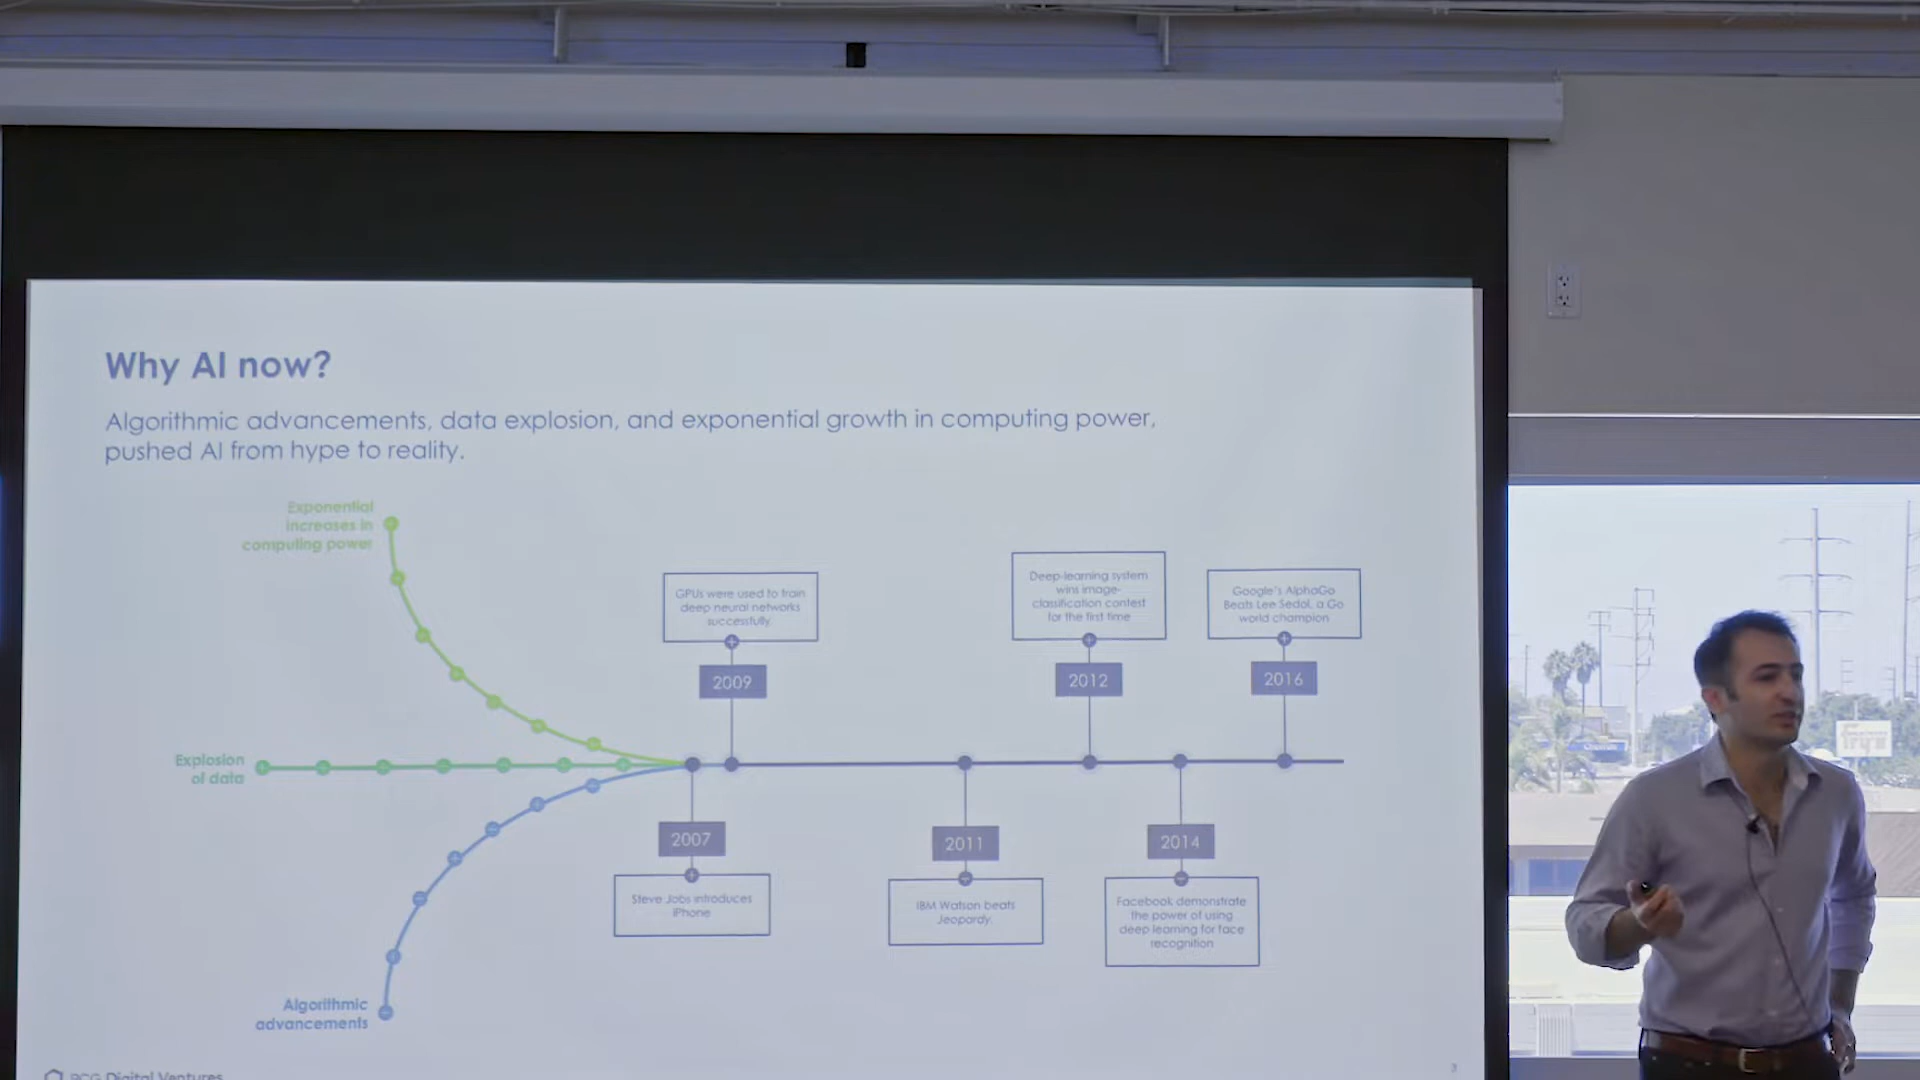 Why AI now?
Algorithmic advancements, data explosion, and exponential growth in computing power,
pushed AI from hype to reality.
Exponential
increases in
computing power
GPUs were used to train
deep neural networks
successfully.
2009
Deep-learning system
wins image-
classification contest
for the first time
2012
Google's AlphaGo
Beats Lee Sedol, a Go
world champion
2016
Explosion
of data
2007
Steve Jobs introduces
iPhone
2011
IBM Watson beats
Jeopardy.
2014
Facebook demonstrate
the power of using
deep learning for face
recognition
Algorithmic
advancements
Digital Ventures
3